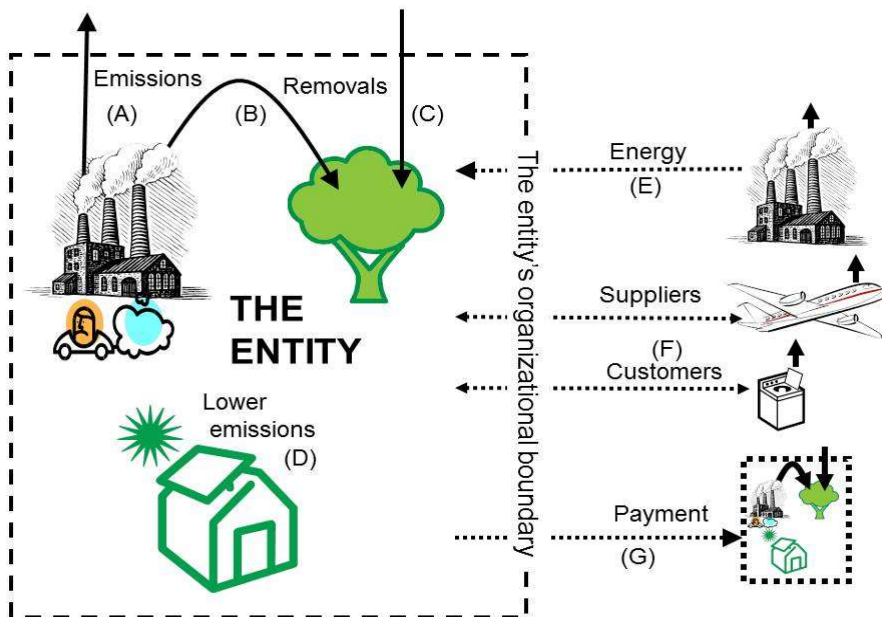 Emissions
(A)
(B)
Removals
(C)
THE
ENTITY
Lower
emissions
(D)
The entity's organizational boundary
Energy
(E)
Suppliers
(F)
Customers
Payment
(G)